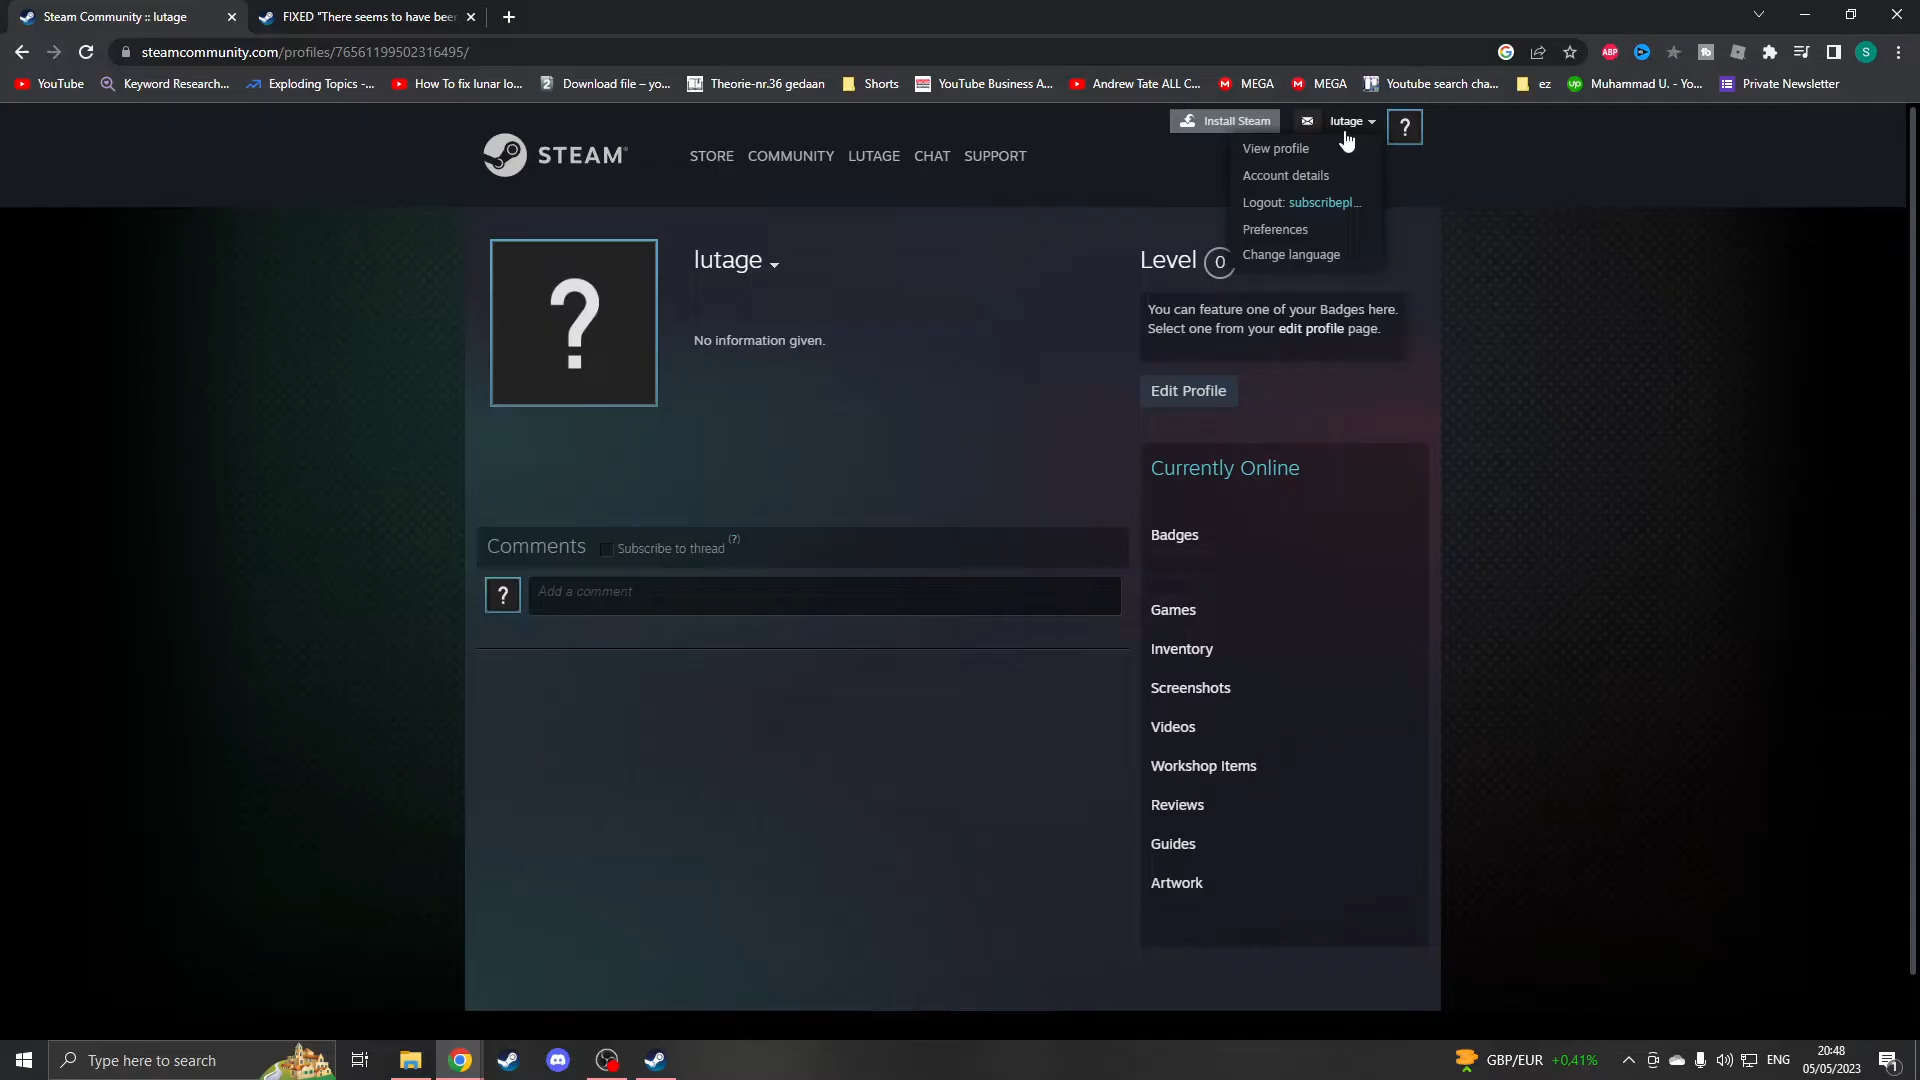 Steam Community :: lutage
FIXED "There seems to have beer
steamcommunity.com/profiles/76561199502316495/
ABP
S
YouTube
Keyword Research...
Exploding Topics -...
How To fix lunar lo...
Download file – yo...
Theorie-nr.36 gedaan
Shorts
YouTube Business A...
Andrew Tate ALL C...
MEGA
MEGA
Youtube search cha...
ez
Muhammad U. - Yo...
Private Newsletter
Install Steam
lutage
?
STEAM®
STORE COMMUNITY LUTAGE CHAT SUPPORT
View profile
Account details
Logout: subscribepl...
Preferences
Change language
?
lutage
No information given.
Level 0
You can feature one of your Badges here.
Select one from your edit profile page.
Edit Profile
Currently Online
Badges
Games
Inventory
Screenshots
Videos
Workshop Items
Reviews
Guides
Artwork
Comments Subscribe to thread (?)
?
Add a comment
Type here to search
GBP/EUR +0,41%
ENG
20:48
05/05/2023
1